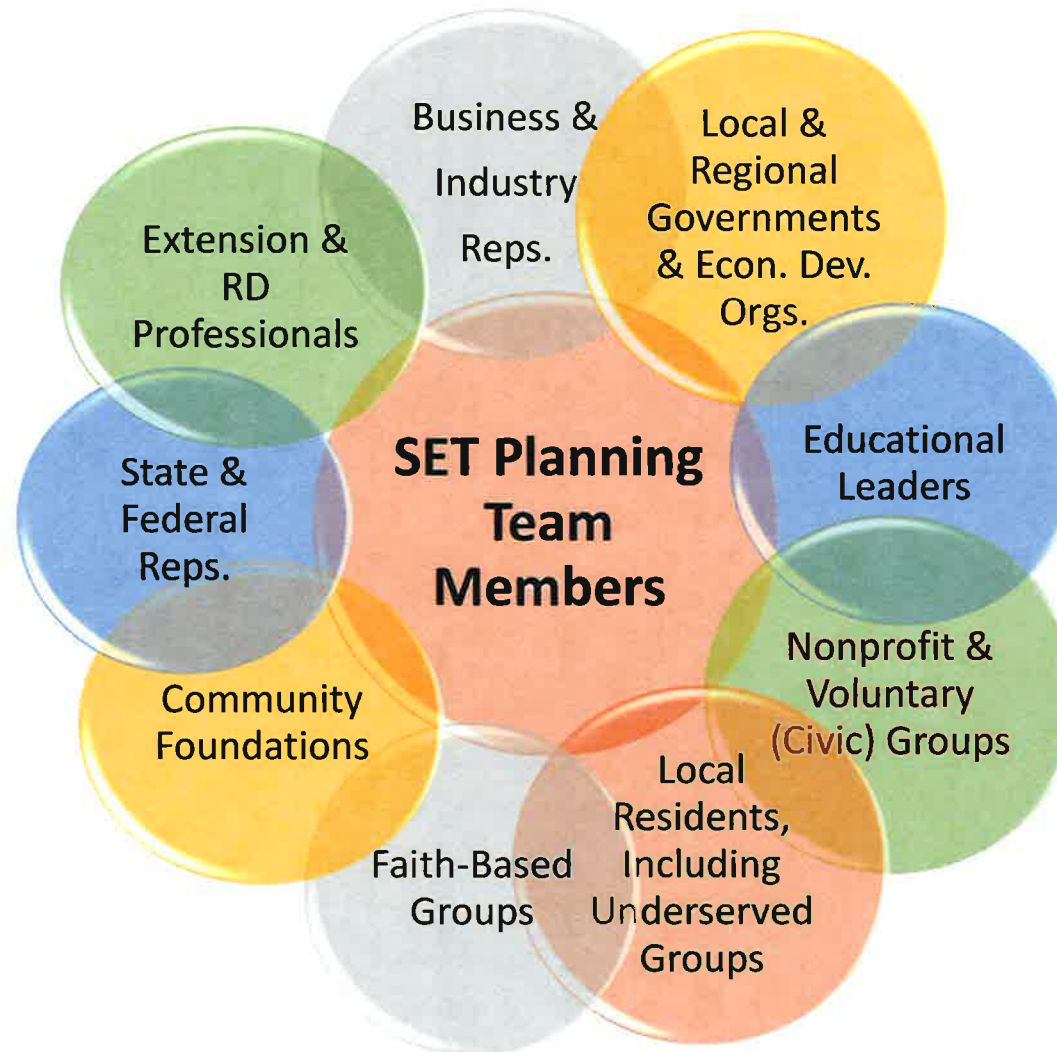 Business &
Industry
Reps.
Local &
Regional
Governments
& Econ. Dev.
Orgs.
Extension &
RD
Professionals
Educational
Leaders
SET Planning
Team
Members
State &
Federal
Reps.
Nonprofit &
Voluntary
(Civic) Groups
Community
Foundations
Local
Residents,
Including
Underserved
Groups
Faith-Based
Groups